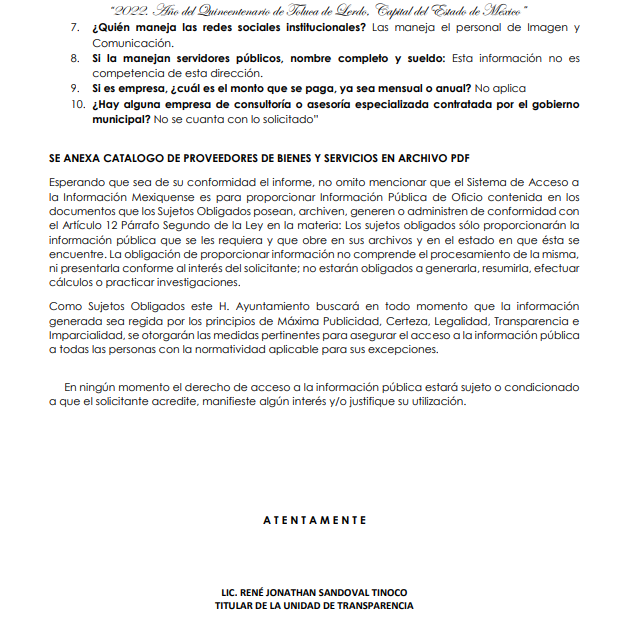 "2022. Año del Quincentenario de Toluca de Lerdo, Capital del Estado de México"
7. ¿Quién maneja las redes sociales institucionales? Las maneja el personal de Imagen y
Comunicación.
8. Si la manejan servidores públicos, nombre completo y sueldo: Esta información no es
competencia de esta dirección.
9. Si es empresa, ¿cuál es el monto que se paga, ya sea mensual o anual? No aplica
10. ¿Hay alguna empresa de consultoría o asesoría especializada contratada por el gobierno
municipal? No se cuanta con lo solicitado"
SE ANEXA CATALOGO DE PROVEEDORES DE BIENES Y SERVICIOS EN ARCHIVO PDF
Esperando que sea de su conformidad el informe, no omito mencionar que el Sistema de Acceso a
la Información Mexiquense es para proporcionar Información Pública de Oficio contenida en los
documentos que los Sujetos Obligados posean, archiven, generen o administren de conformidad con
el Artículo 12 Párrafo Segundo de la Ley en la materia: Los sujetos obligados sólo proporcionarán la
información pública que se les requiera y que obre en sus archivos y en el estado en que ésta se
encuentre. La obligación de proporcionar información no comprende el procesamiento de la misma,
ni presentarla conforme al interés del solicitante; no estarán obligados a generarla, resumirla, efectuar
cálculos o practicar investigaciones.
Como Sujetos Obligados este H. Ayuntamiento buscará en todo momento que la información
generada sea regida por los principios de Máxima Publicidad, Certeza, Legalidad, Transparencia e
Imparcialidad, se otorgarán las medidas pertinentes para asegurar el acceso a la información pública
a todas las personas con la normatividad aplicable para sus excepciones.
En ningún momento el derecho de acceso a la información pública estará sujeto o condicionado
a que el solicitante acredite, manifieste algún interés y/o justifique su utilización.
A T E N T A M E N T E
LIC. RENÉ JONATHAN SANDOVAL TINOCO
TITULAR DE LA UNIDAD DE TRANSPARENCIA